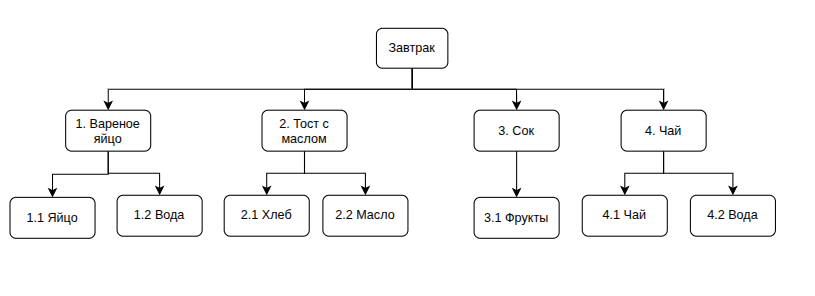 Завтрак
1. Вареное
яйцо
2. Тост с
маслом
3. Сок
4. Чай
1.1 Яйцо
1.2 Вода
2.1 Хлеб
2.2 Масло
3.1 Фрукты
4.1 Чай
4.2 Вода